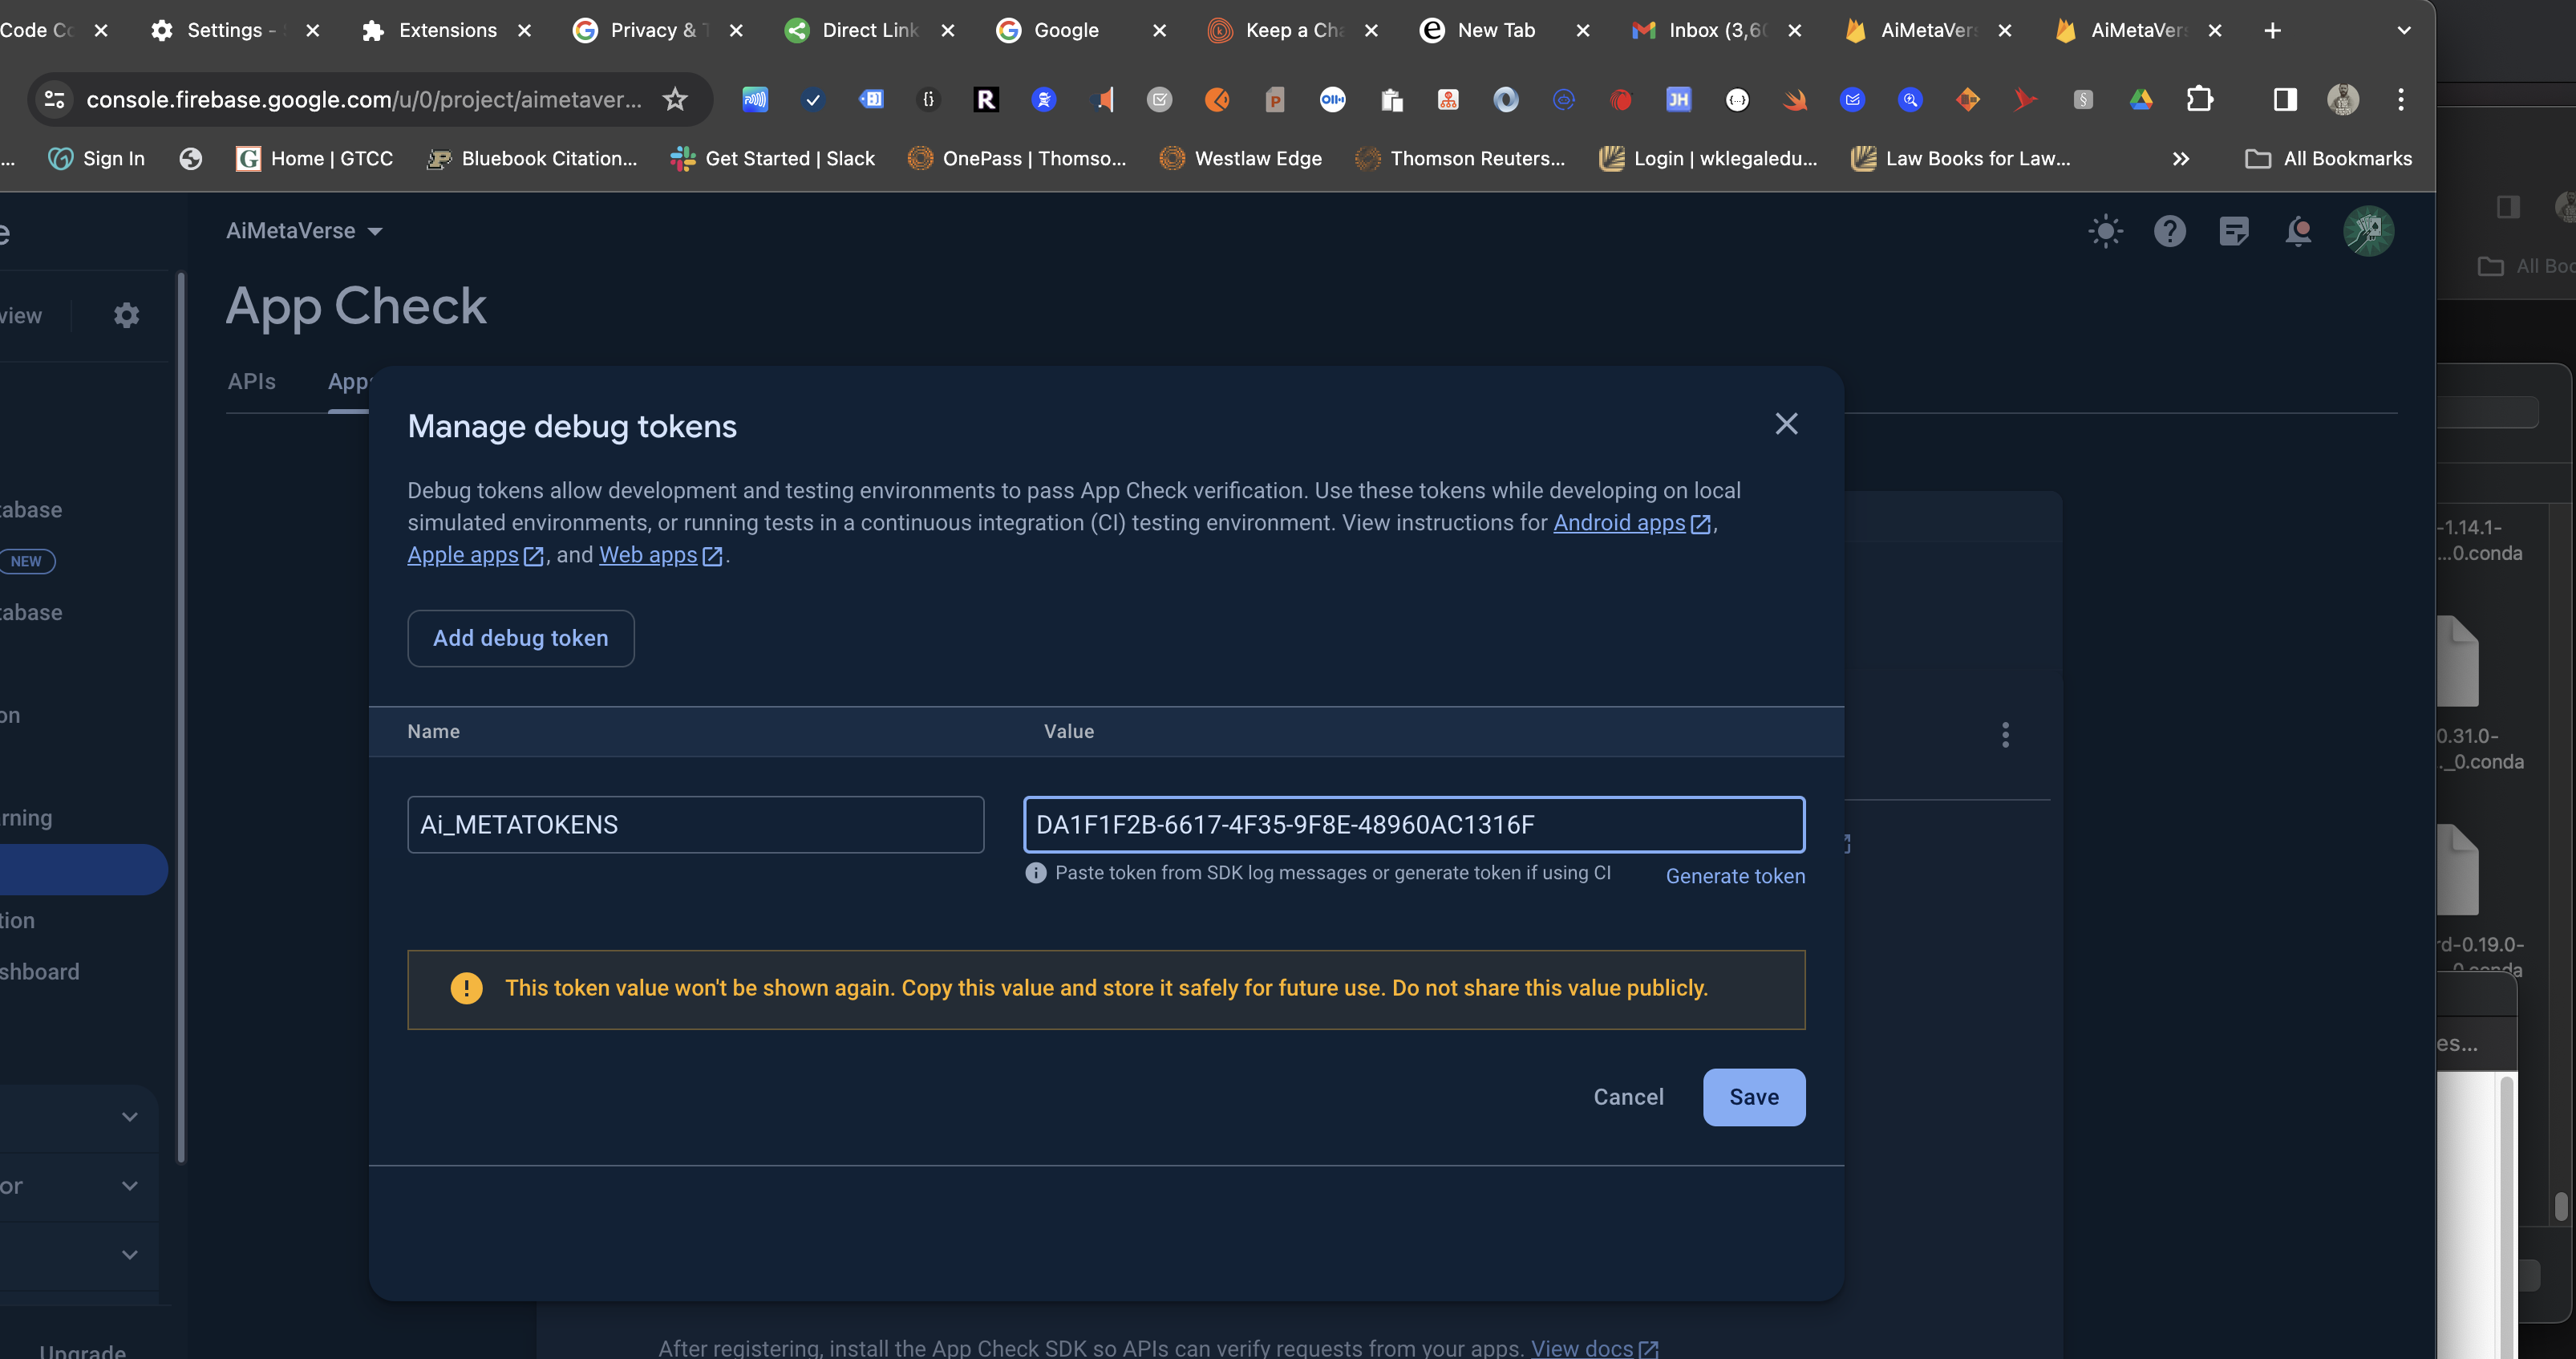 Code Co
Settings - S
Extensions
Privacy & T
Direct Link
Google
Keep a Cha
New Tab
Inbox (3,60
AiMetaVers
AiMetaVers
console.firebase.google.com/u/0/project/aimetaver...
... Sign In
Home | GTCC
Bluebook Citation...
Get Started | Slack
OnePass | Thomso...
Westlaw Edge
Thomson Reuters...
Login | wklegaledu...
Law Books for Law...
»
All Bookmarks
All Boo
e
AiMetaVerse
App Check
view
APIs
Apps
abase
NEW
tabase
on
rning
tion
shboard
or
Upgrade
Manage debug tokens
Debug tokens allow development and testing environments to pass App Check verification. Use these tokens while developing on local
simulated environments, or running tests in a continuous integration (CI) testing environment. View instructions for Android apps,
Apple apps, and Web apps.
Add debug token
Name Value
Ai_METATOKENS
DA1F1F2B-6617-4F35-9F8E-48960AC1316F
Paste token from SDK log messages or generate token if using CI
Generate token
This token value won't be shown again. Copy this value and store it safely for future use. Do not share this value publicly.
Cancel Save
After registering, install the App Check SDK so APIs can verify requests from your apps. View docs
-1.14.1-
...0.conda
0.31.0-
..._0.conda
rd-0.19.0-
es...